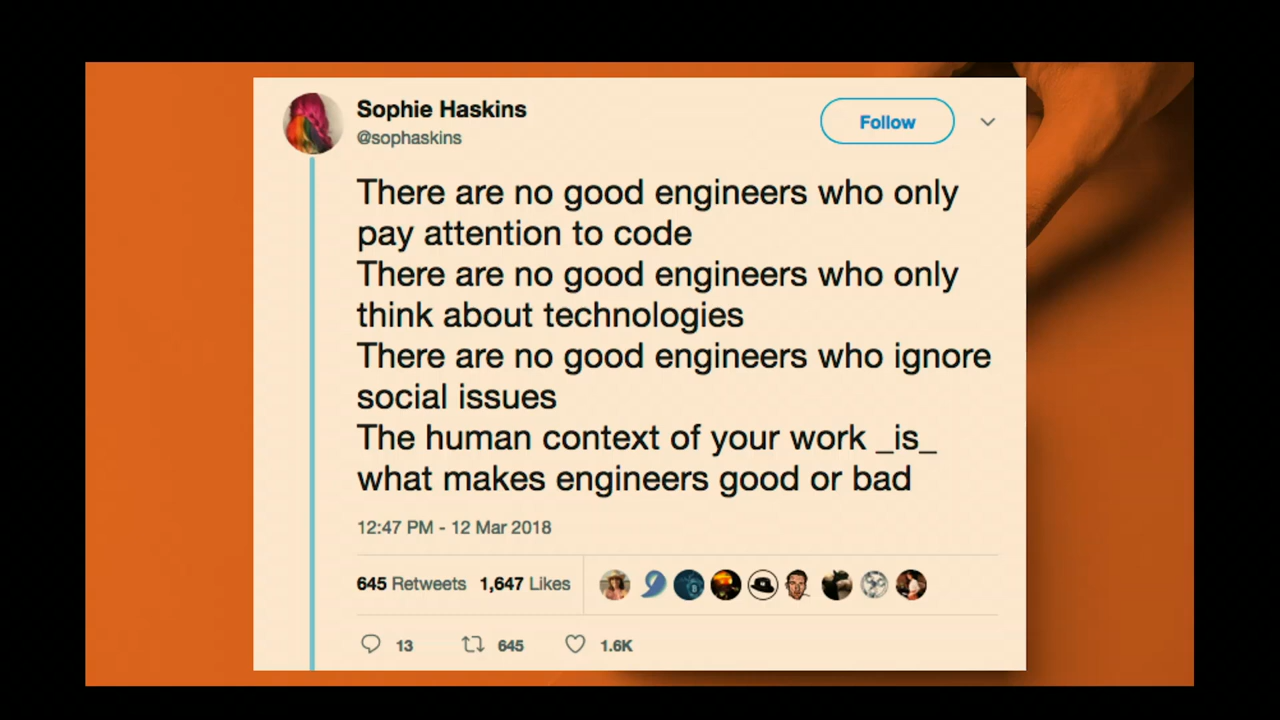 Sophie Haskins
@sophaskins
Follow
There are no good engineers who only
pay attention to code
There are no good engineers who only
think about technologies
There are no good engineers who ignore
social issues
The human context of your work _is_
what makes engineers good or bad
12:47 PM - 12 Mar 2018
645 Retweets 1,647 Likes
13 645 1.6K